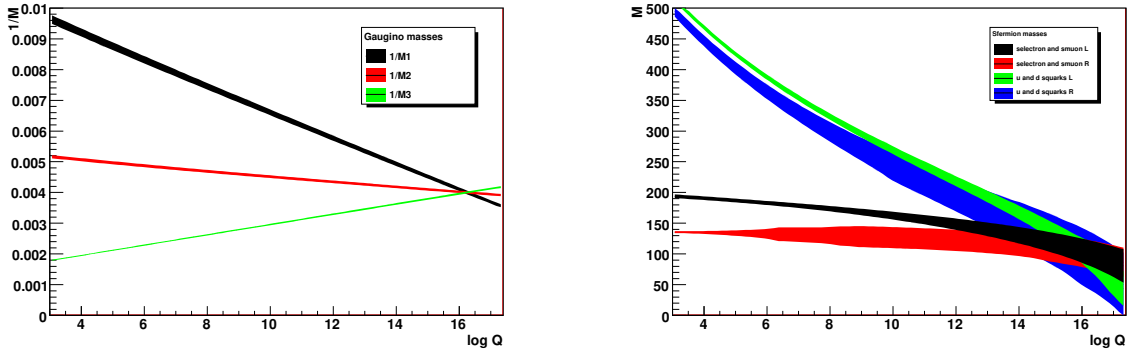 1/M
0.01
0.009
0.008
0.007
0.006
0.005
0.004
0.003
0.002
0.001
0
4 6 8 10 12 14 16
log Q
Gaugino masses
1/M1
1/M2
1/M3
M
500
450
400
350
300
250
200
150
100
50
0
4 6 8 10 12 14 16
log Q
Sfermion masses
selectron and smuon L
selectron and smuon R
u and d squarks L
u and d squarks R